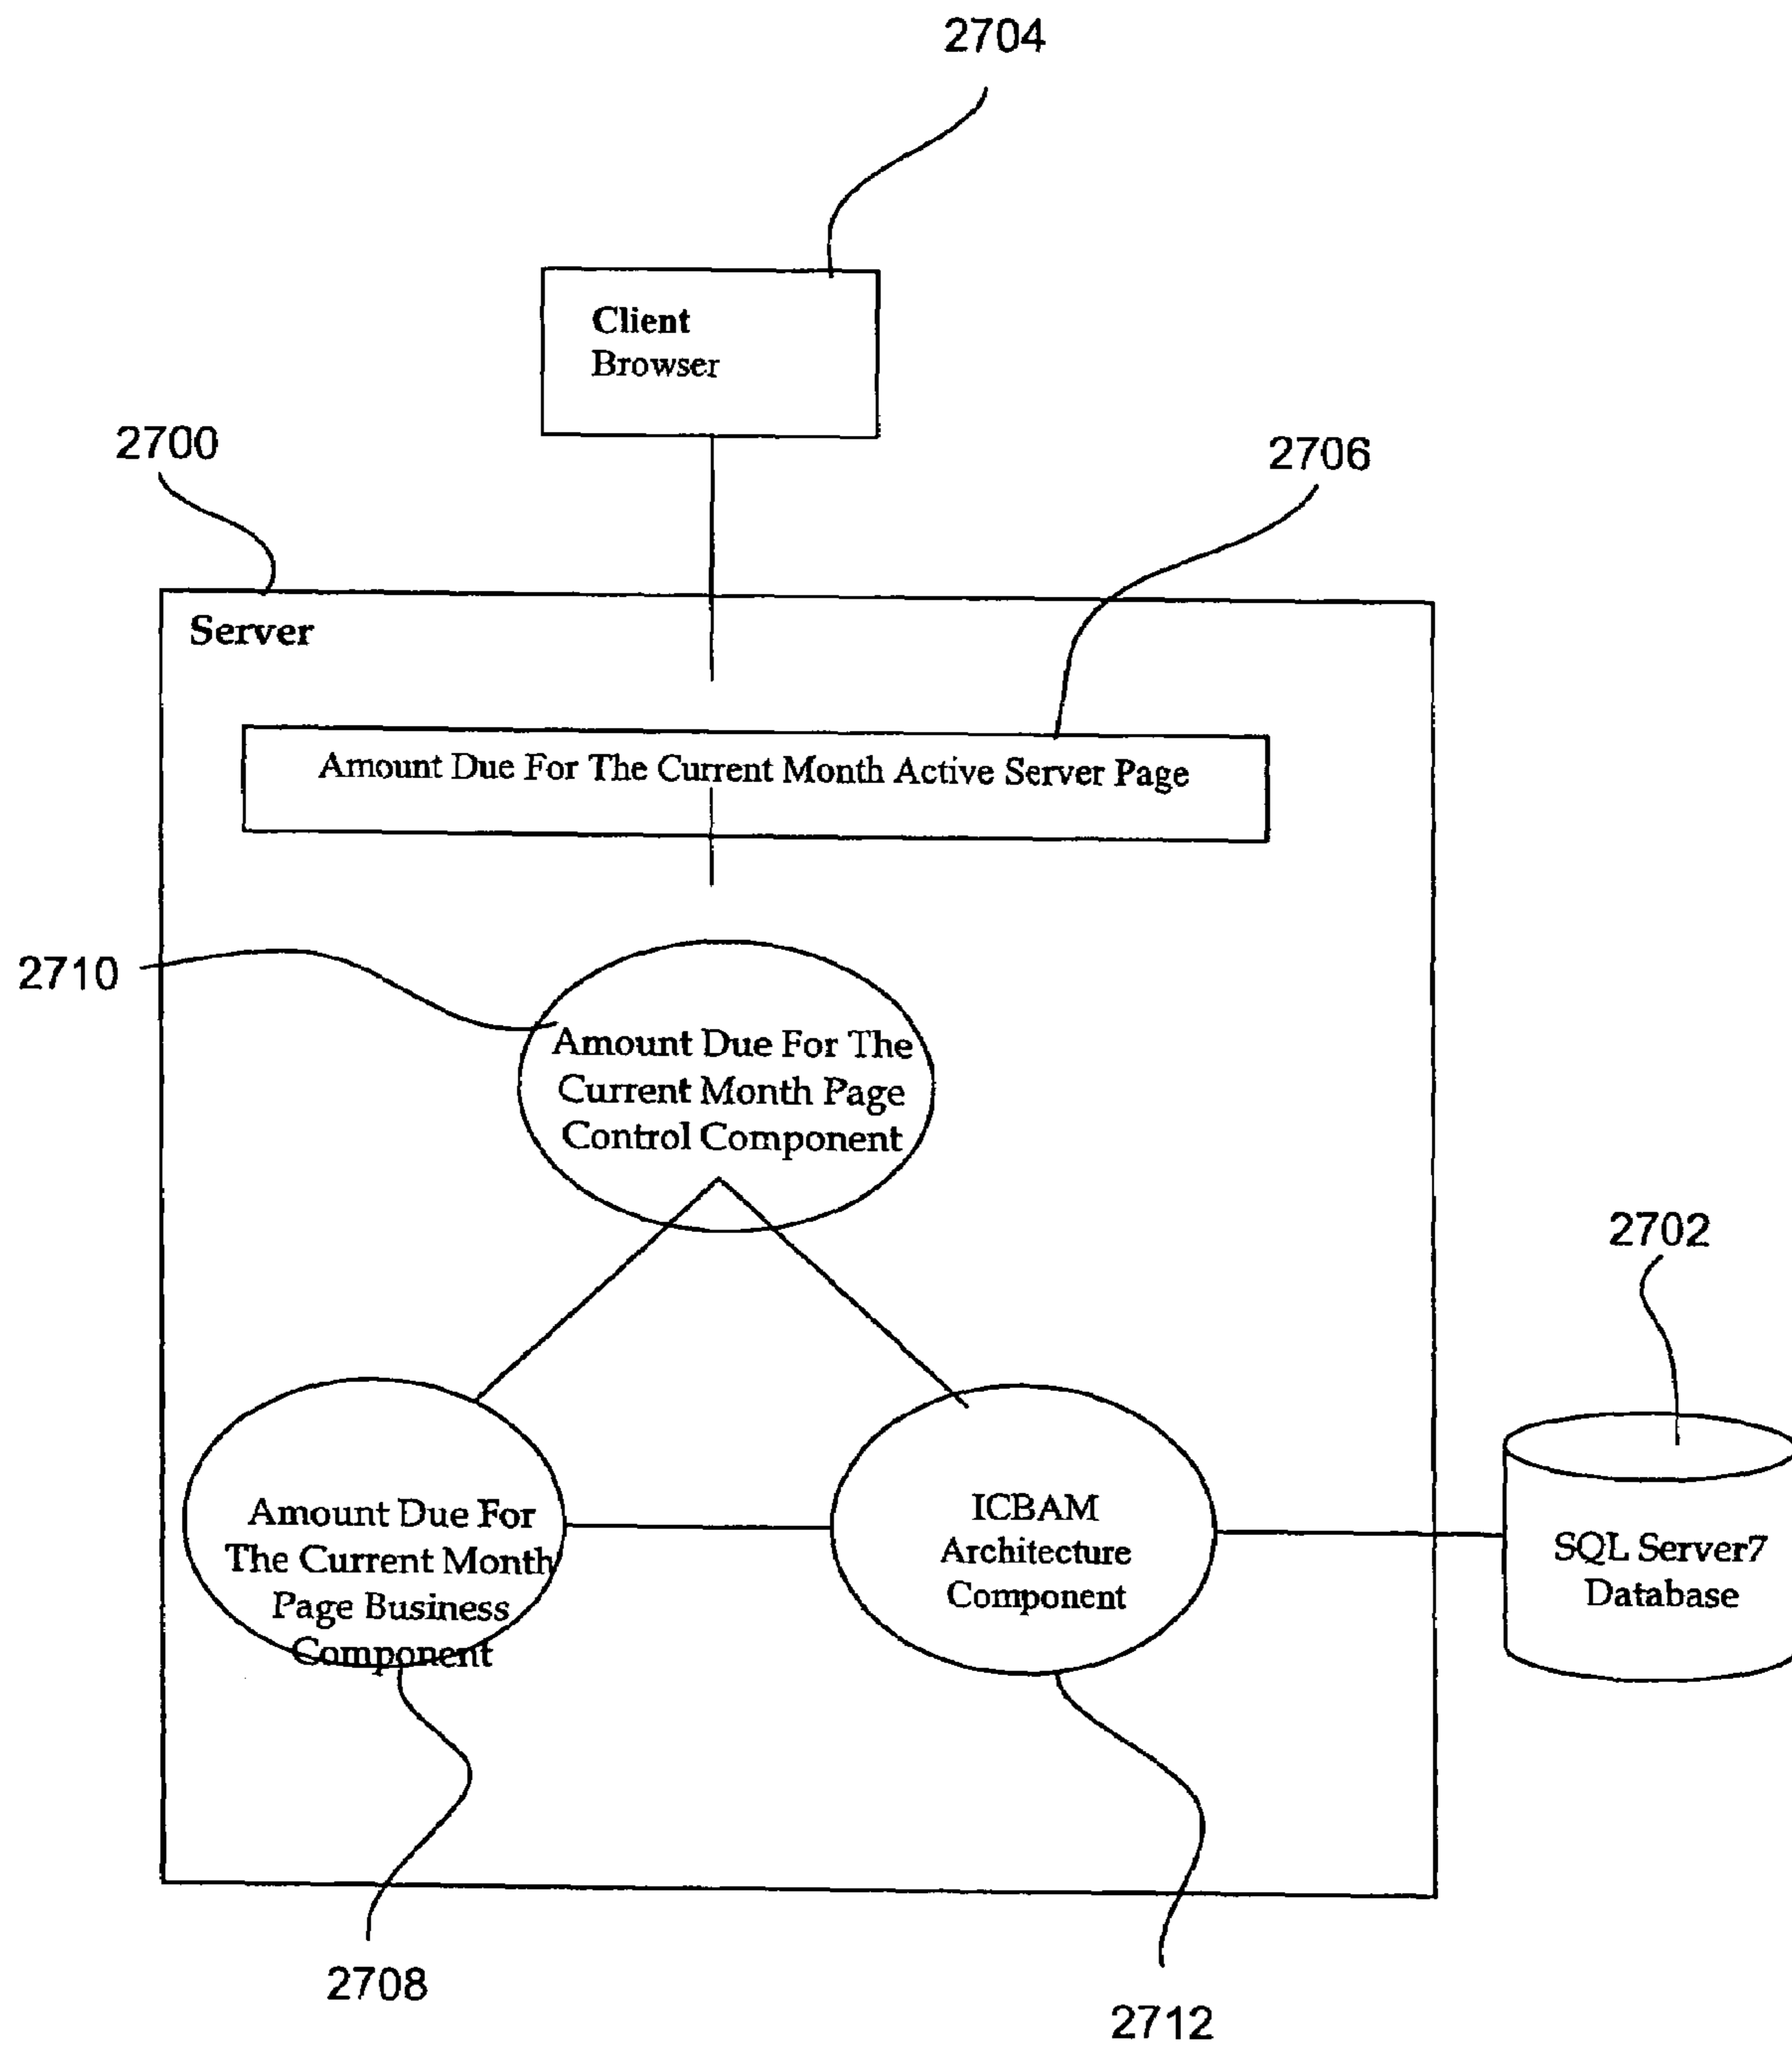 2704
Client
Browser
2700
2706
Server
Amount Due For The Current Month Active Server Page
2710
Amount Due For The
Current Month Page
Control Component
2702
Amount Due For
The Current Month
Page Business
Component
ICBAM
Architecture
Component
SQL Server7
Database
2708
2712